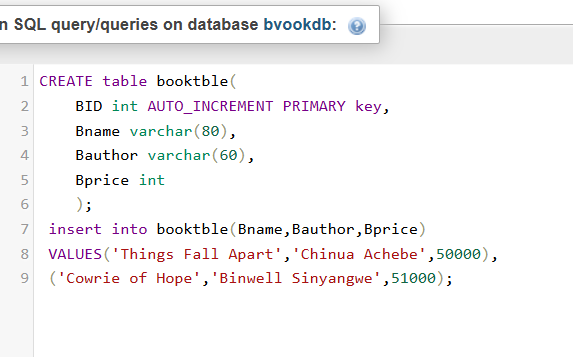 n SQL query/queries on database bvookdb:
1 CREATE table booktble(
2 BID int AUTO_INCREMENT PRIMARY key,
3 Bname varchar(80),
4 Bauthor varchar(60),
5 Bprice int
6 );
7 insert into booktble(Bname,Bauthor,Bprice)
8 VALUES('Things Fall Apart','Chinua Achebe',50000),
9 ('Cowrie of Hope','Binwell Sinyangwe',51000);